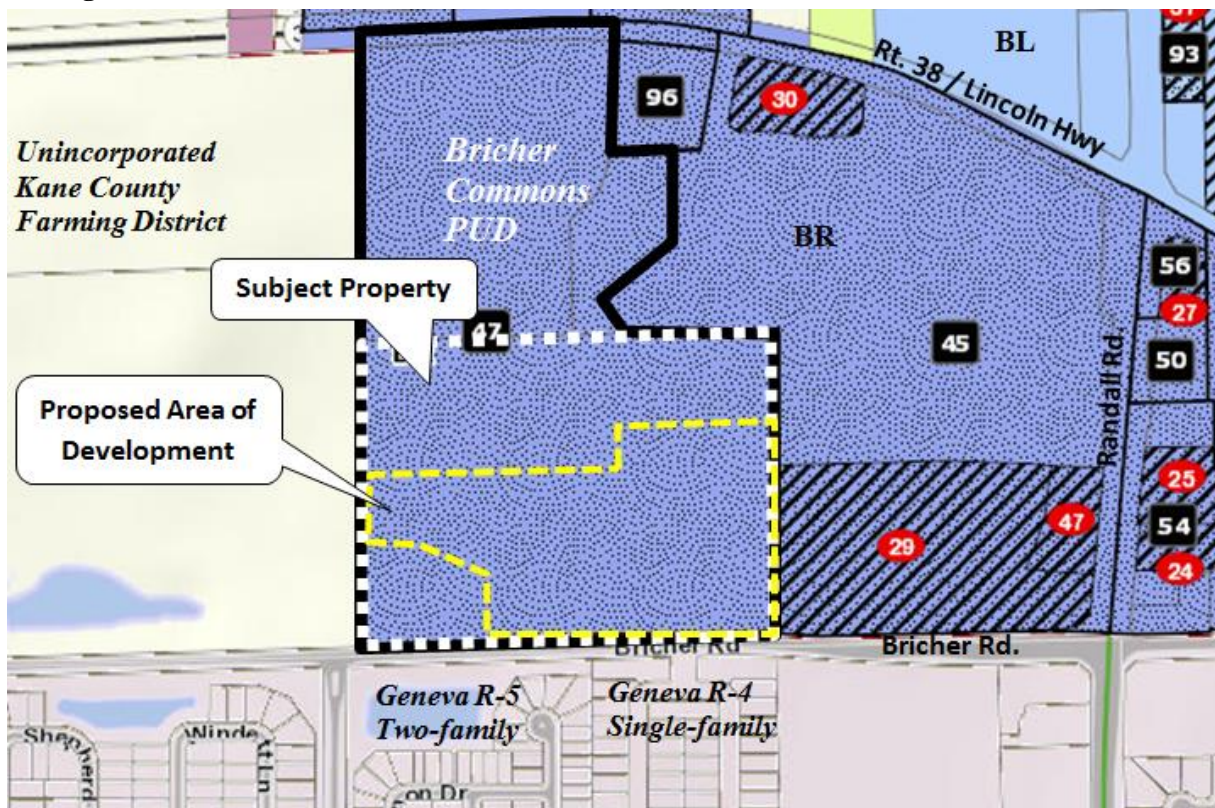 BL
93
Rt. 38 / Lincoln Hwy
96
30
Unincorporated
Kane County
Farming District
Bricher
Commons
PUD
BR
56
27
Subject Property
47
45
50
Randall Rd.
Proposed Area of
Development
25
47
54
29
24
Bricher Rd
Bricher Rd.
Geneva R-5
Two-family
Geneva R-4
Single-family
Shepherd
Ln
on Dr